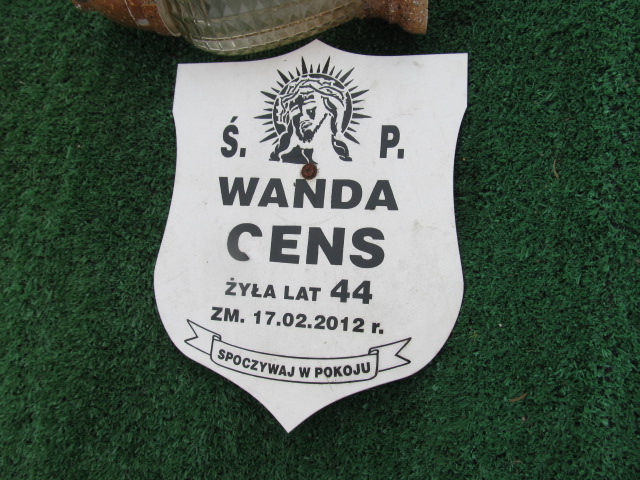 Ś. P.
WANDA
CENS
ŻYŁA LAT 44
ZM. 17.02.2012 r.
SPOCZYWAJ W POKOJU